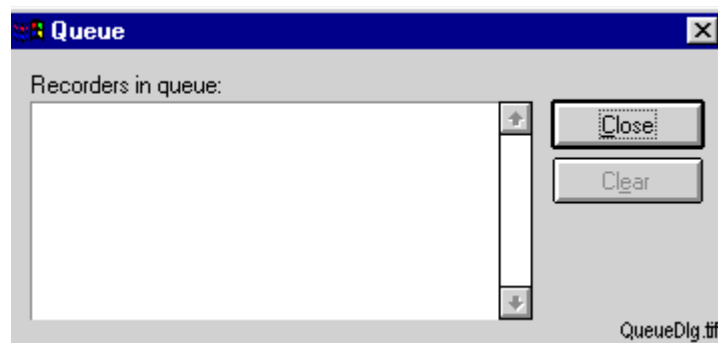 Queue
Recorders in queue:
Close
Clear
QueueDlg.tif